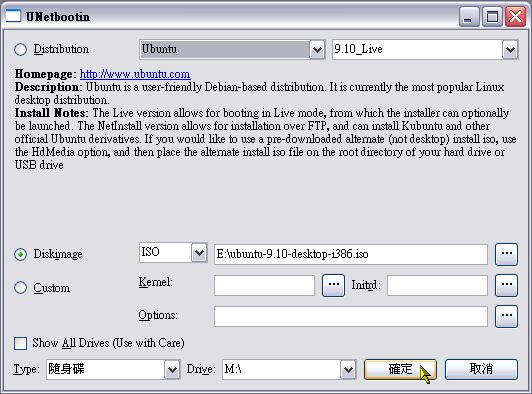 UNetbootin
Distribution Ubuntu 9.10_Live
Homepage: http://www.ubuntu.com
Description: Ubuntu is a user-friendly Debian-based distribution. It is currently the most popular Linux
desktop distribution.
Install Notes: The Live version allows for booting in Live mode, from which the installer can optionally
be launched. The NetInstall version allows for installation over FTP, and can install Kubuntu and other
official Ubuntu derivatives. If you would like to use a pre-downloaded alternate (not desktop) install iso, use
the HdMedia option, and then place the alternate install iso file on the root directory of your hard drive or
USB drive
Diskimage ISO E:\ubuntu-9.10-desktop-i386.iso ...
Custom Kernel: ... Initrd: ...
Options:  ...
Show All Drives (Use with Care)
Type: 隨身碟 Drive: M:\ 確定 取消